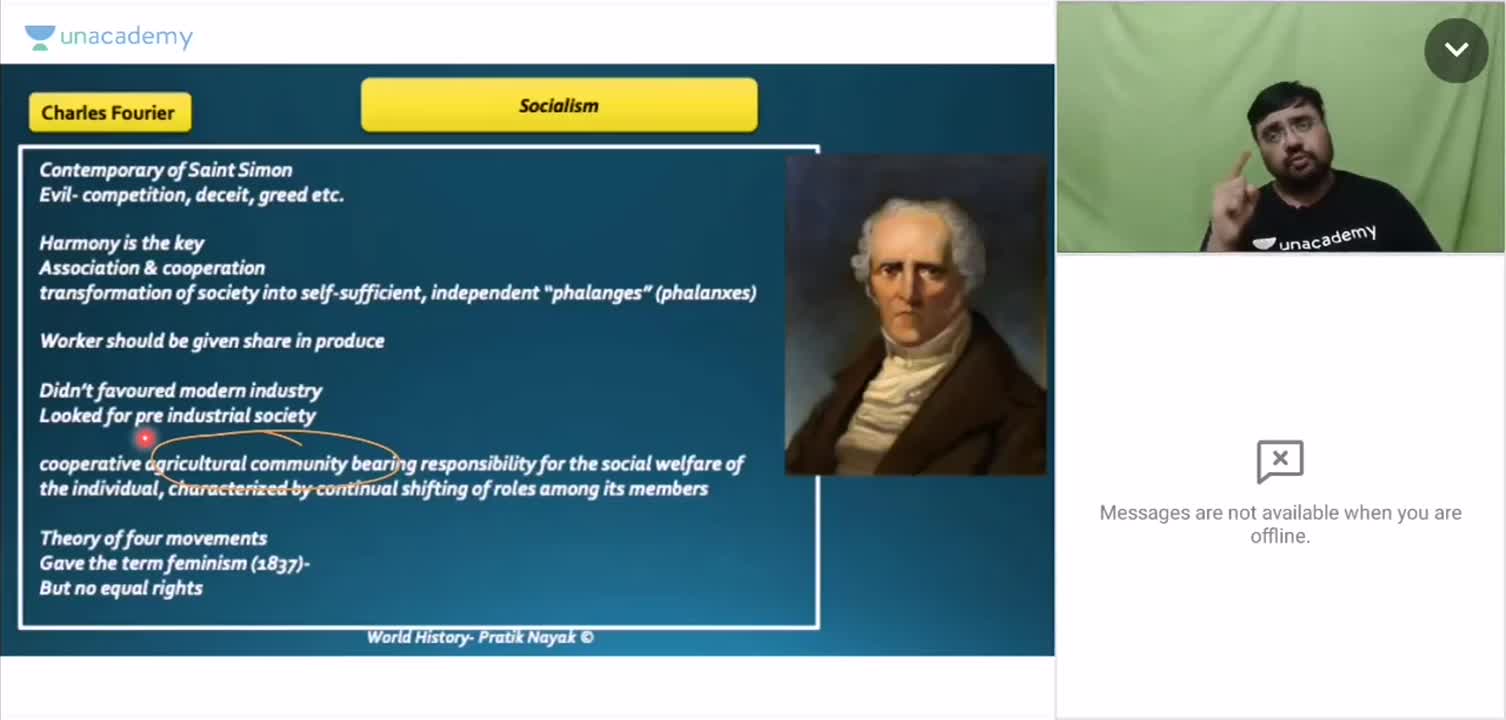 unacademy
Charles Fourier
Socialism
Contemporary of Saint Simon
Evil- competition, deceit, greed etc.
Harmony is the key
Association & cooperation
transformation of society into self-sufficient, independent “phalanges” (phalanxes)
Worker should be given share in produce
Didn’t favoured modern industry
Looked for pre industrial society
cooperative agricultural community bearing responsibility for the social welfare of
the individual, characterized by continual shifting of roles among its members
Theory of four movements
Gave the term feminism (1837)-
But no equal rights
World History- Pratik Nayak ©
unacademy
Messages are not available when you are
offline.